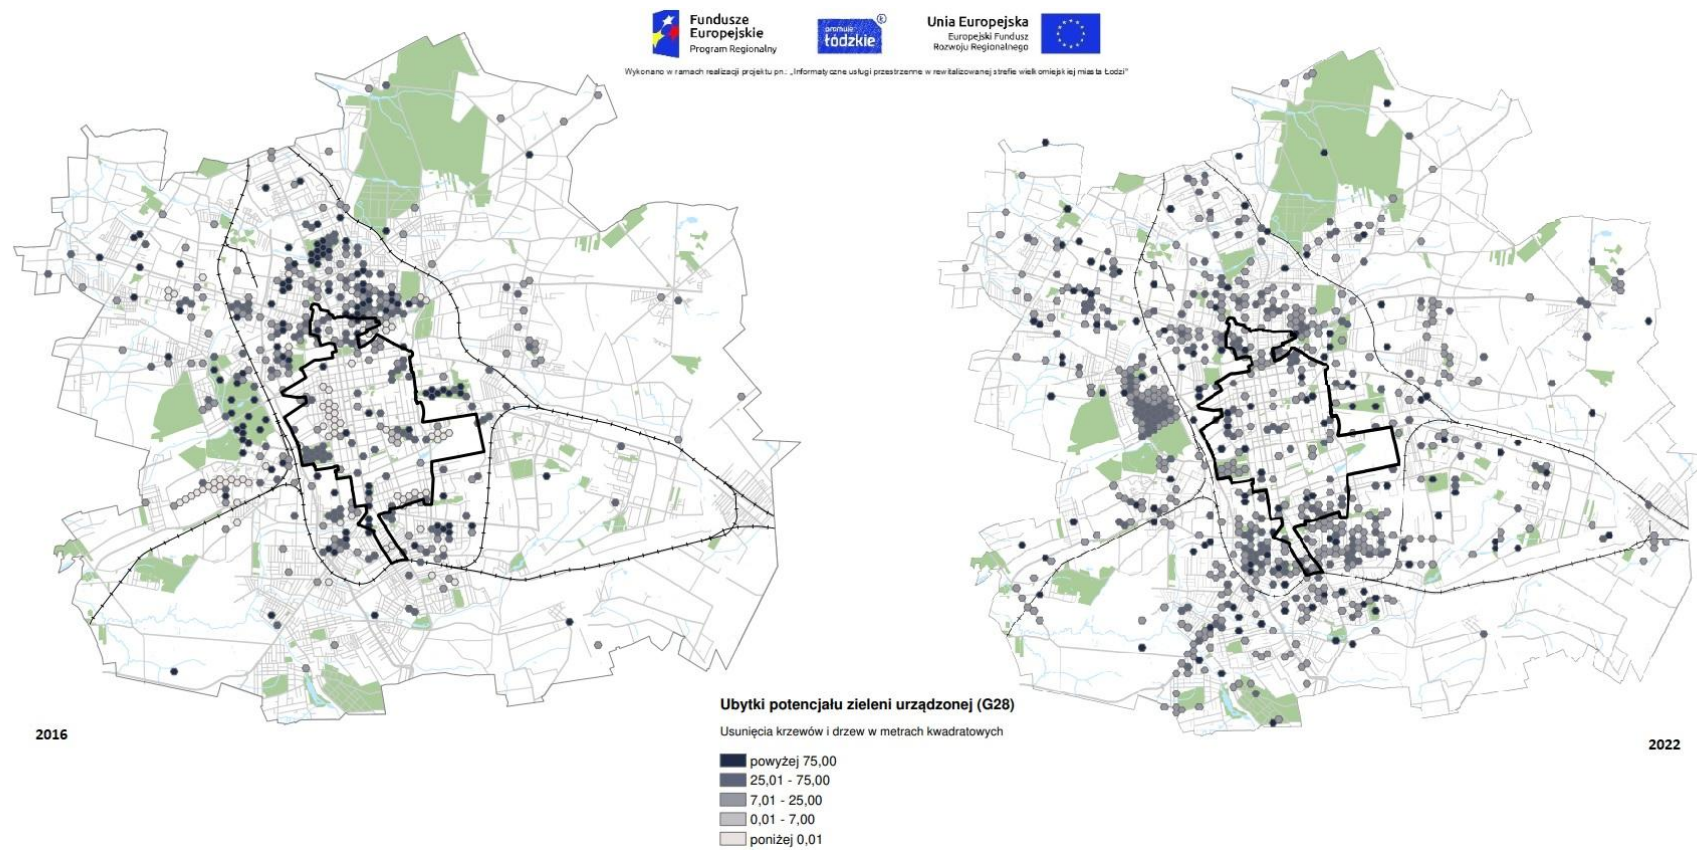 Fundusze
Europejskie
Program Regionalny
promuje
łódzkie
Unia Europejska
Europejski Fundusz
Rozwoju Regionalnego
Wykonano w ramach realizacji projektu pn.: „Informatyczne usługi przestrzenne w rewitalizowanej strefie wielkomiejskiej miasta Łodzi"
2016
2022
Ubytki potencjału zieleni urządzonej (G28)
Usunięcia krzewów i drzew w metrach kwadratowych
powyżej 75,00
25,01 - 75,00
7,01 - 25,00
0,01 - 7,00
poniżej 0,01